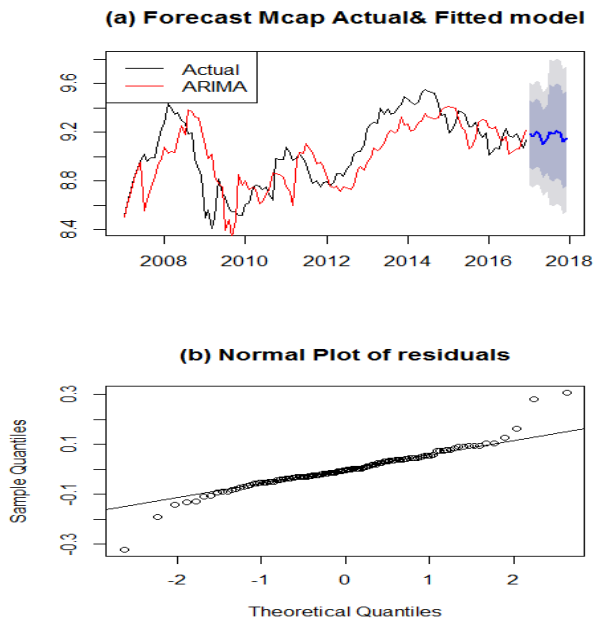 (a) Forecast Mcap Actual& Fitted model
Actual
ARIMA
9.6
9.2
8.8
8.4
2008 2010 2012 2014 2016 2018
(b) Normal Plot of residuals
Sample Quantiles
0.3
0.1
-0.1
-0.3
-2 -1 0 1 2
Theoretical Quantiles